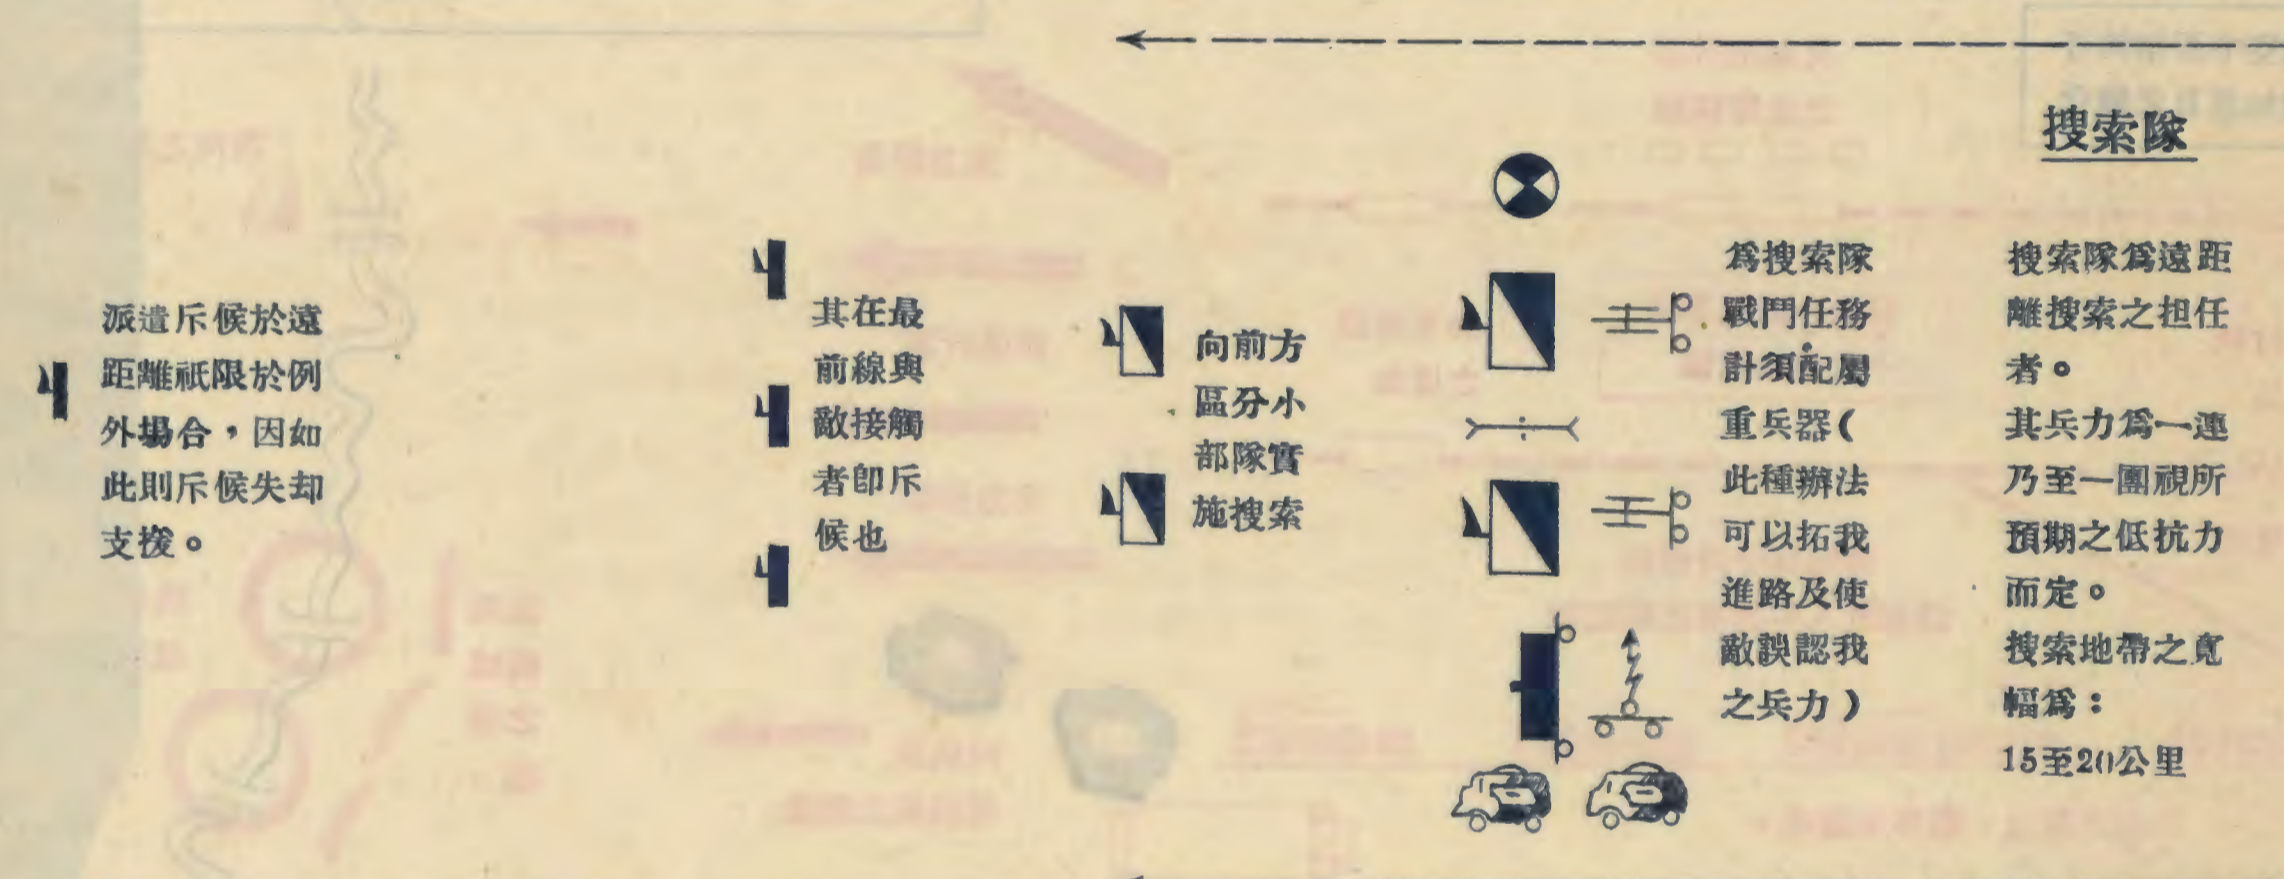 搜索隊
搜索隊爲遠距
離搜索之担任
者。
其兵力爲一連
乃至一團視所
預期之低抗力
而定。
搜索地帶之寬
幅爲：
15至20公里
爲搜索隊
戰鬥任務
計須配屬
重兵器（
此種辦法
可以拓我
進路及使
敵誤認我
之兵力）
向前方
區分小
部隊實
施搜索
其在最
前線與
敵接觸
者卽斥
候也
派遣斥候於遠
距離祇限於例
外場合，因如
此則斥候失却
支援。